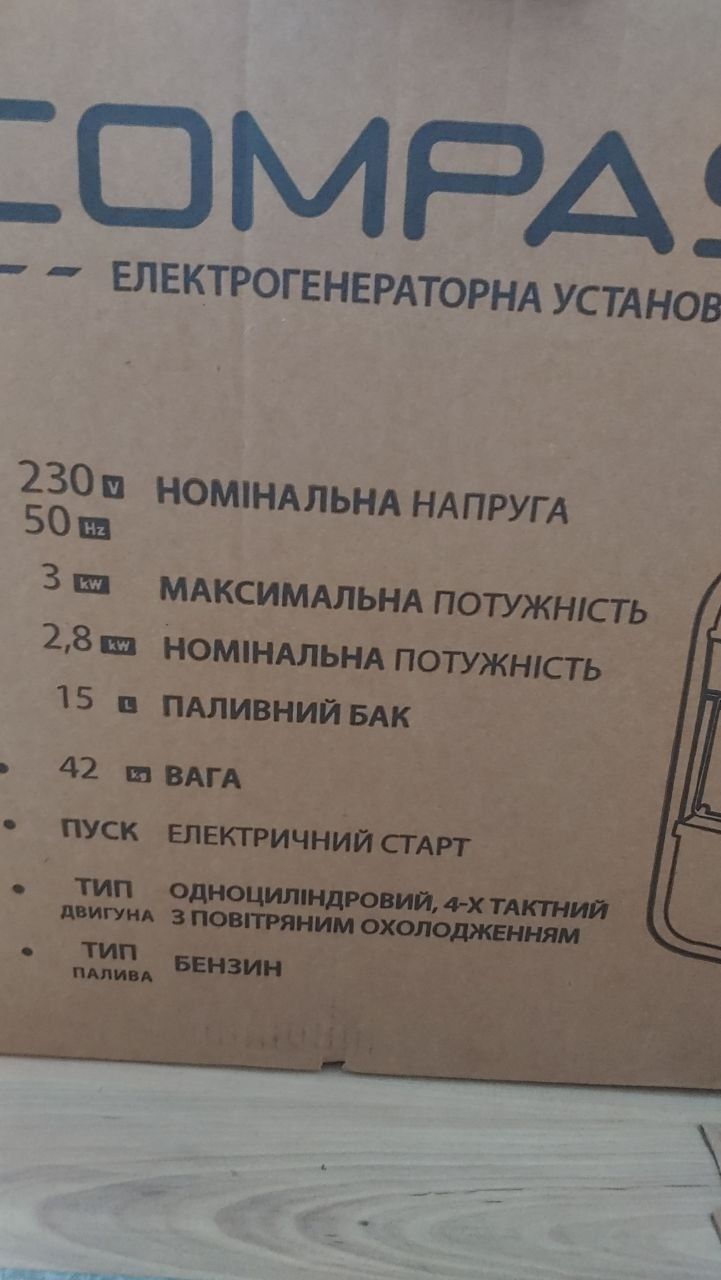 COMPAS
ЕЛЕКТРОГЕНЕРАТОРНА УСТАНОВ
230 V НОМІНАЛЬНА НАПРУГА
50 Hz
3 kW МАКСИМАЛЬНА ПОТУЖНІСТЬ
2,8 kW НОМІНАЛЬНА ПОТУЖНІСТЬ
15 L ПАЛИВНИЙ БАК
• 42 kg ВАГА
• ПУСК ЕЛЕКТРИЧНИЙ СТАРТ
• ТИП ДВИГУНА ОДНОЦИЛІНДРОВИЙ, 4-Х ТАКТНИЙ
З ПОВІТРЯНИМ ОХОЛОДЖЕННЯМ
• ТИП ПАЛИВА БЕНЗИН